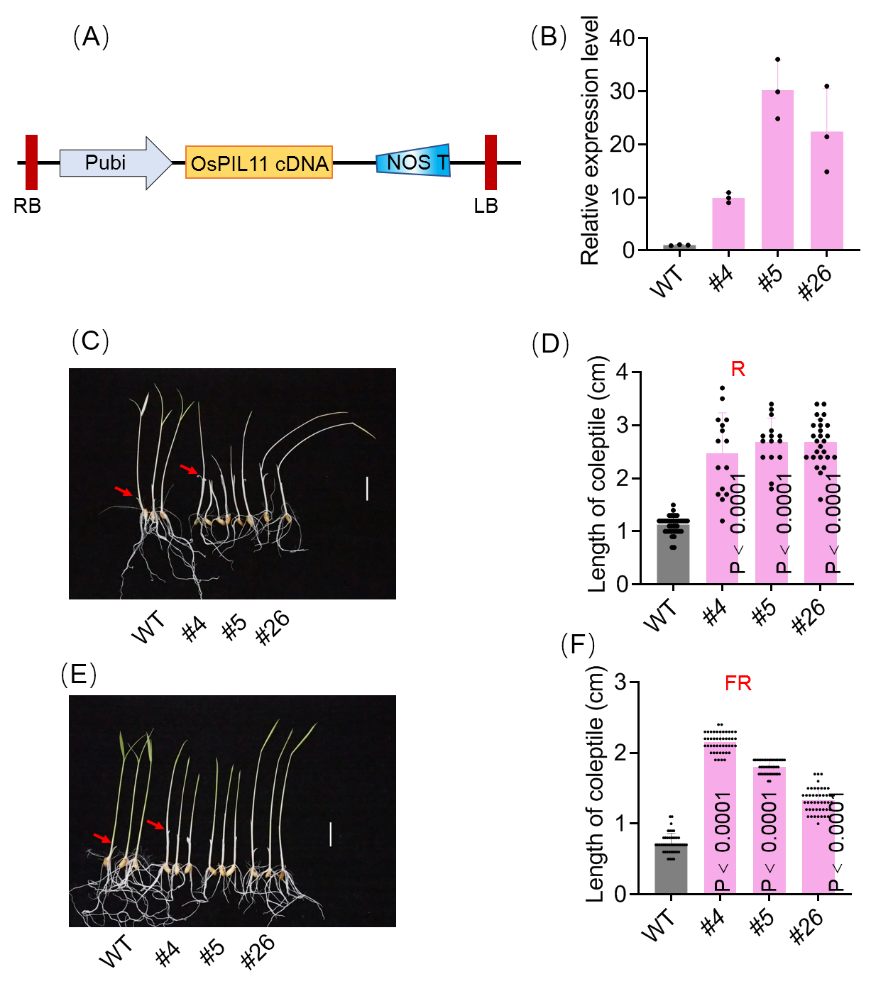 (A)
Pubi
OsPIL11 cDNA
NOS T
RB
LB
(B)
Relative expression level
40
30
20
10
0
WT
#4
#5
#26
(C)
WT
#4
#5
#26
(D)
R
Length of coleptile (cm)
4
3
2
1
0
P < 0.0001
P < 0.0001
P < 0.0001
WT
#4
#5
#26
(E)
WT
#4
#5
#26
(F)
FR
Length of coleptile (cm)
3
2
1
0
P < 0.0001
P < 0.0001
P < 0.0001
WT
#4
#5
#26